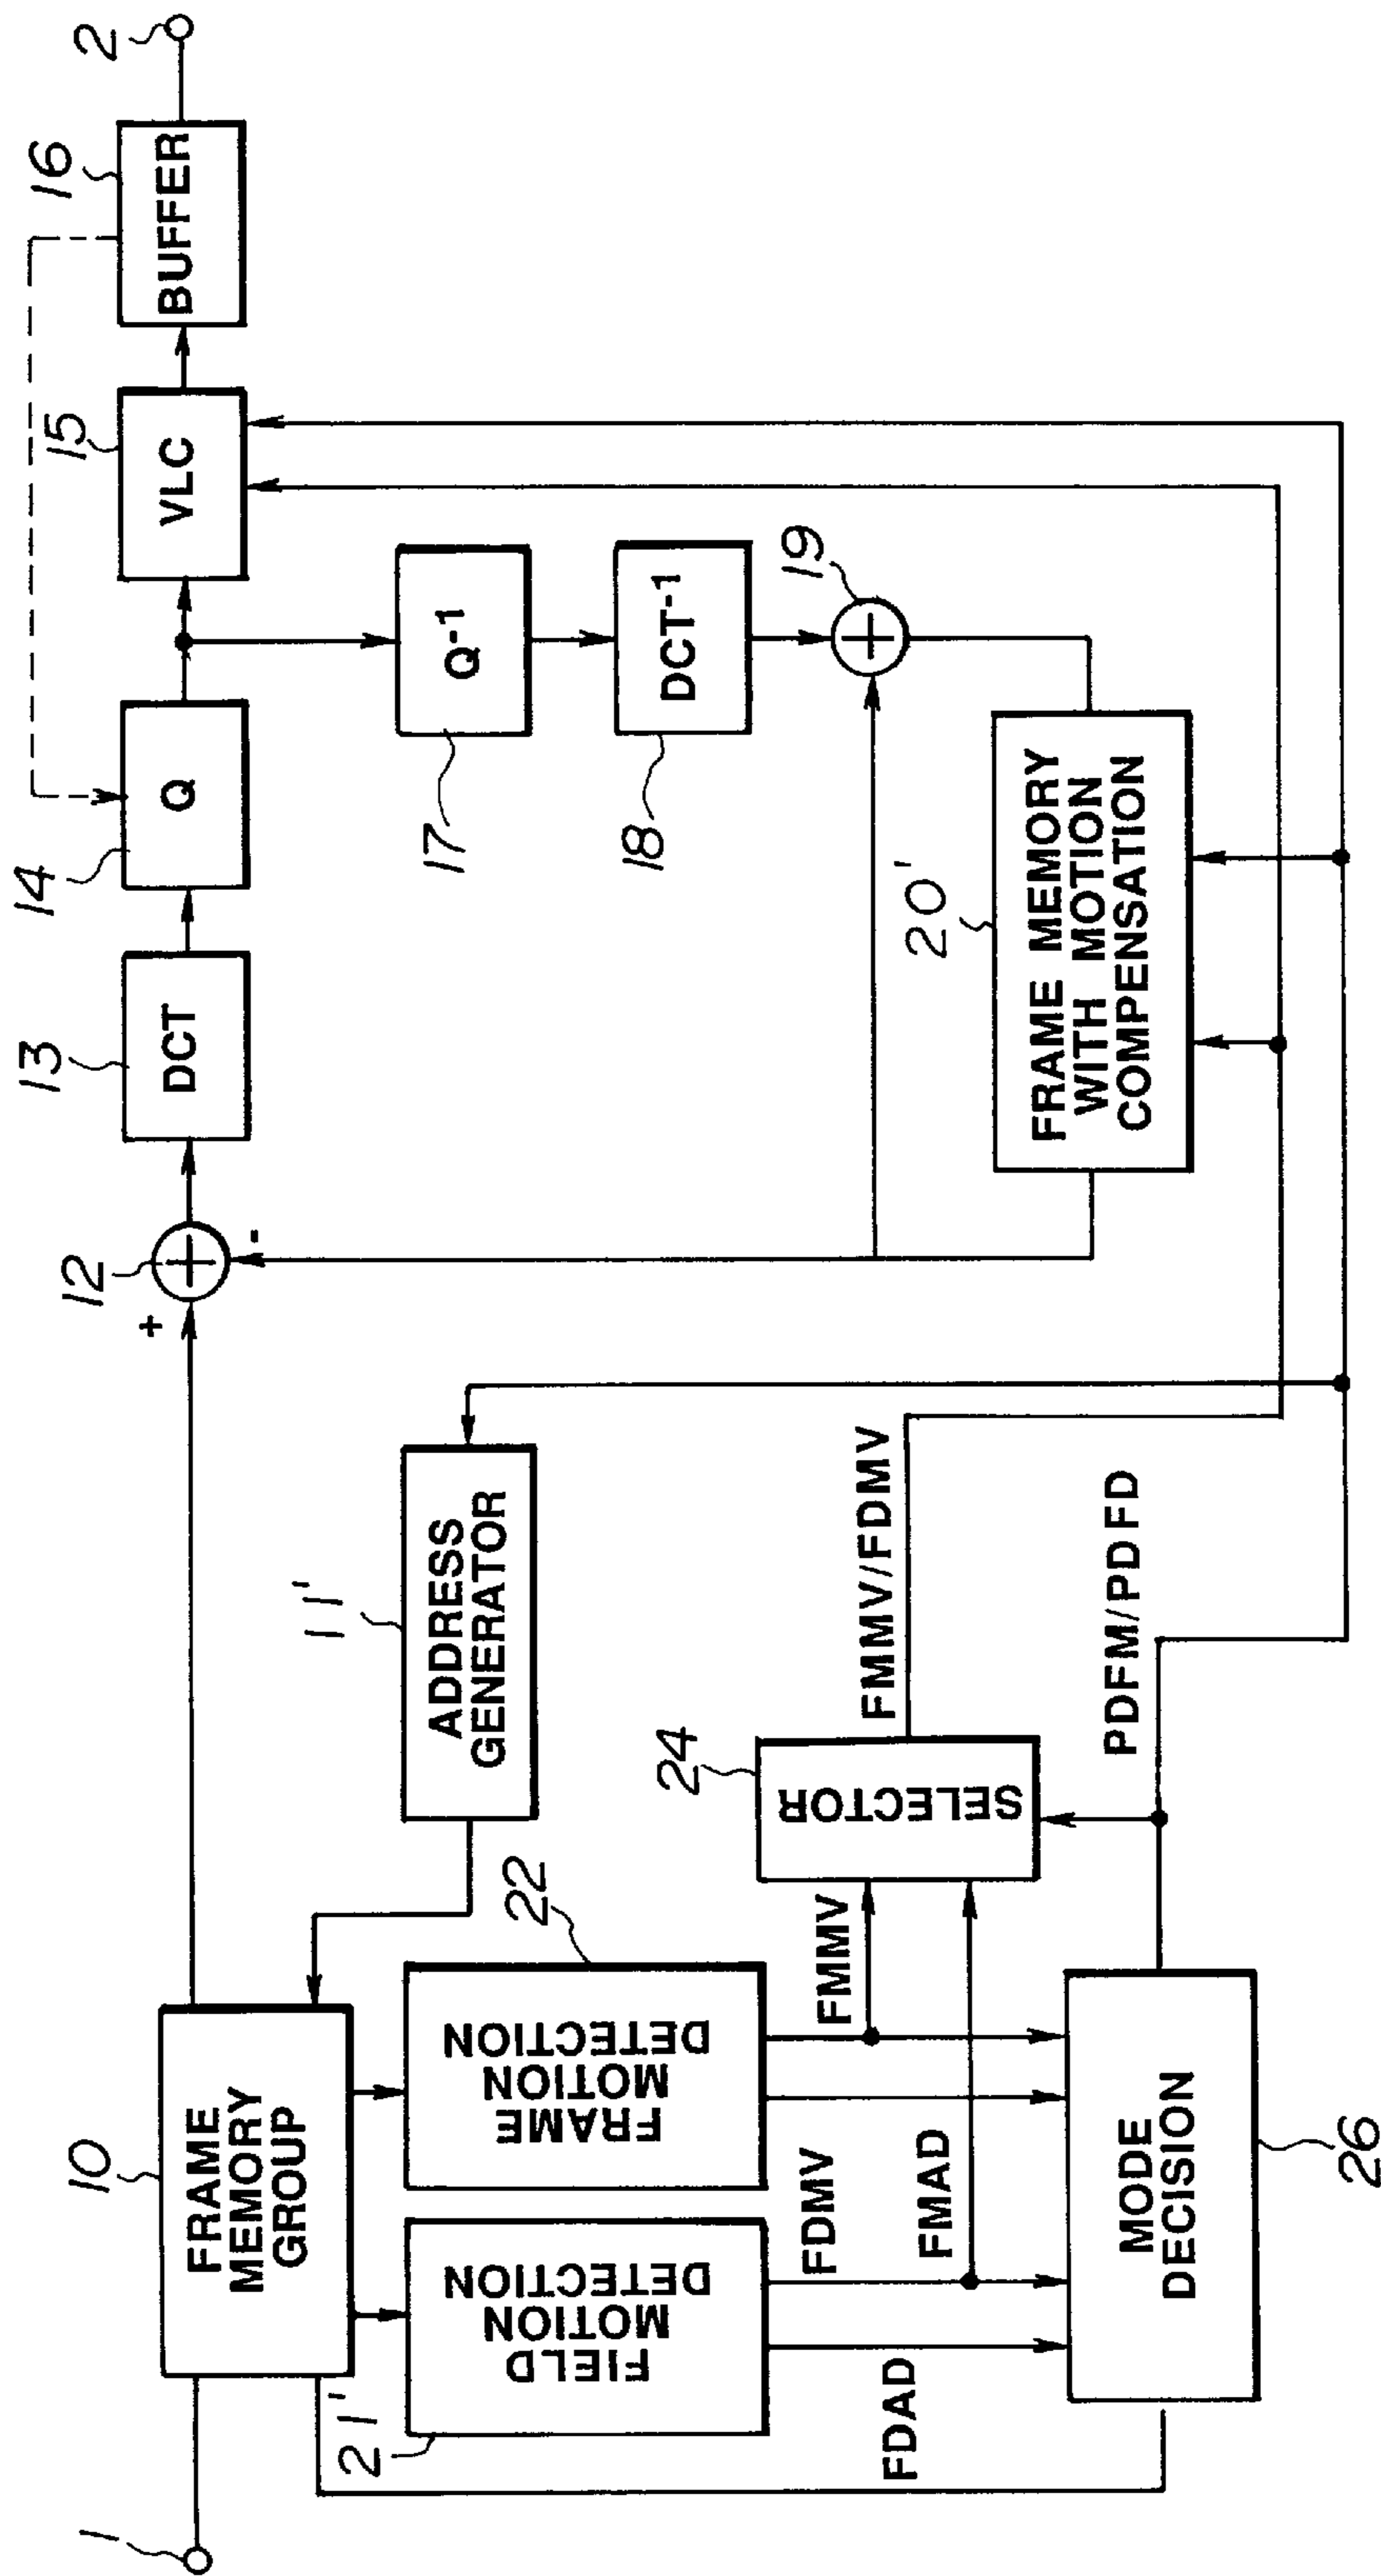 1
10
FRAME
MEMORY
GROUP
11'
ADDRESS
GENERATOR
12
+
-
13
DCT
14
Q
15
VLC
16
BUFFER
2
17
Q-1
18
DCT-1
19
20'
FRAME MEMORY
WITH MOTION
COMPENSATION
21'
FIELD
MOTION
DETECTION
22
FRAME
MOTION
DETECTION
FDAD
FDMV
FMAD
FMMV
24
SELECTOR
FMMV/FDMV
PDFM/PDFD
MODE
DECISION
26